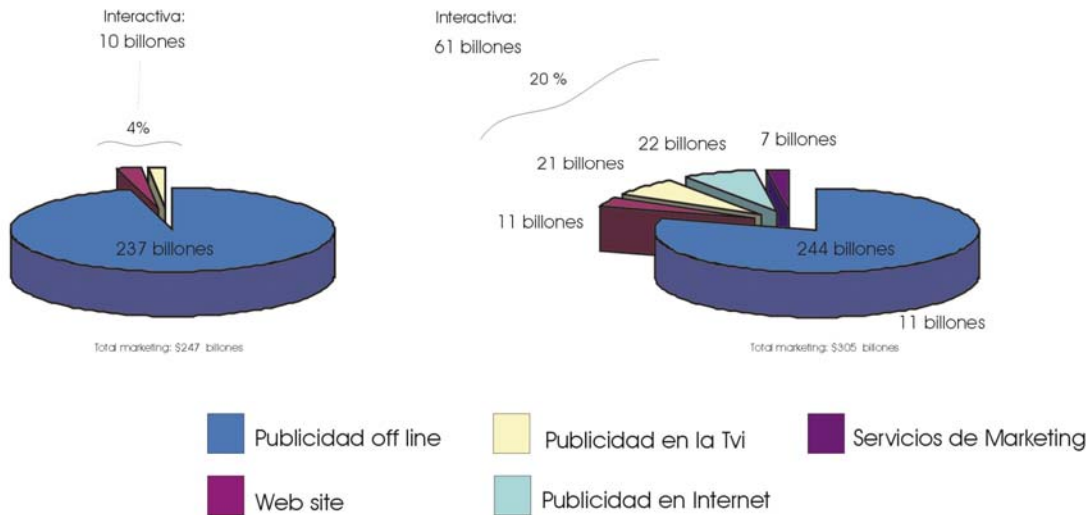 Interactiva:
10 billones
4%
237 billones
Total marketing: $247 billones
Interactiva:
61 billones
20 %
7 billones
22 billones
21 billones
11 billones
244 billones
11 billones
Total marketing: $305 billones
Publicidad off line
Publicidad en la Tvi
Servicios de Marketing
Web site
Publicidad en Internet